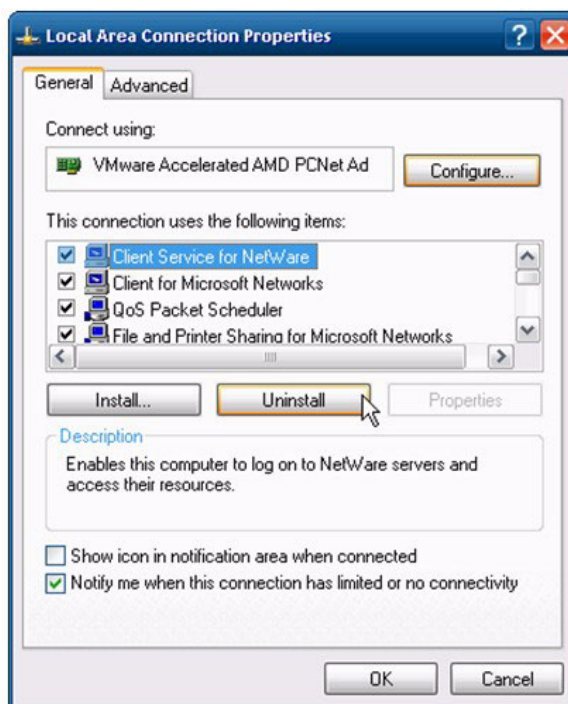 Local Area Connection Properties
General Advanced
Connect using:
VMware Accelerated AMD PCNet Ad Configure...
This connection uses the following items:
Client Service for NetWare
Client for Microsoft Networks
QoS Packet Scheduler
File and Printer Sharing for Microsoft Networks
Install... Uninstall Properties
Description
Enables this computer to log on to NetWare servers and
access their resources.
Show icon in notification area when connected
Notify me when this connection has limited or no connectivity
OK Cancel